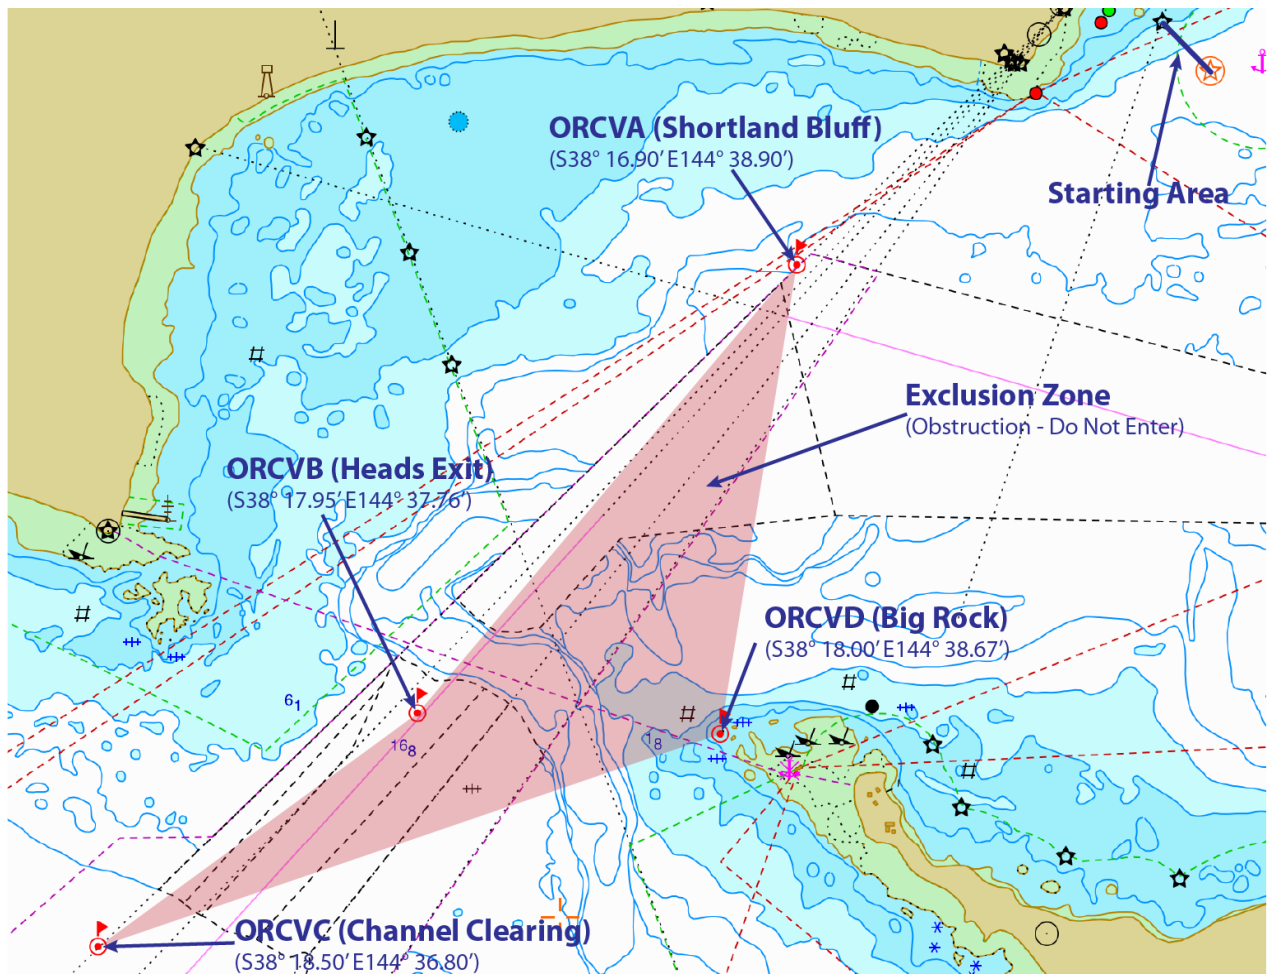 ORCVA (Shortland Bluff)
(S38° 16.90’ E144° 38.90’)
Starting Area
Exclusion Zone
(Obstruction - Do Not Enter)
ORCVB (Heads Exit)
(S38° 17.95’ E144° 37.76’)
ORCVD (Big Rock)
(S38° 18.00’ E144° 38.67’)
6₁
16₈
1₈
ORCVC (Channel Clearing)
(S38° 18.50’ E144° 36.80’)